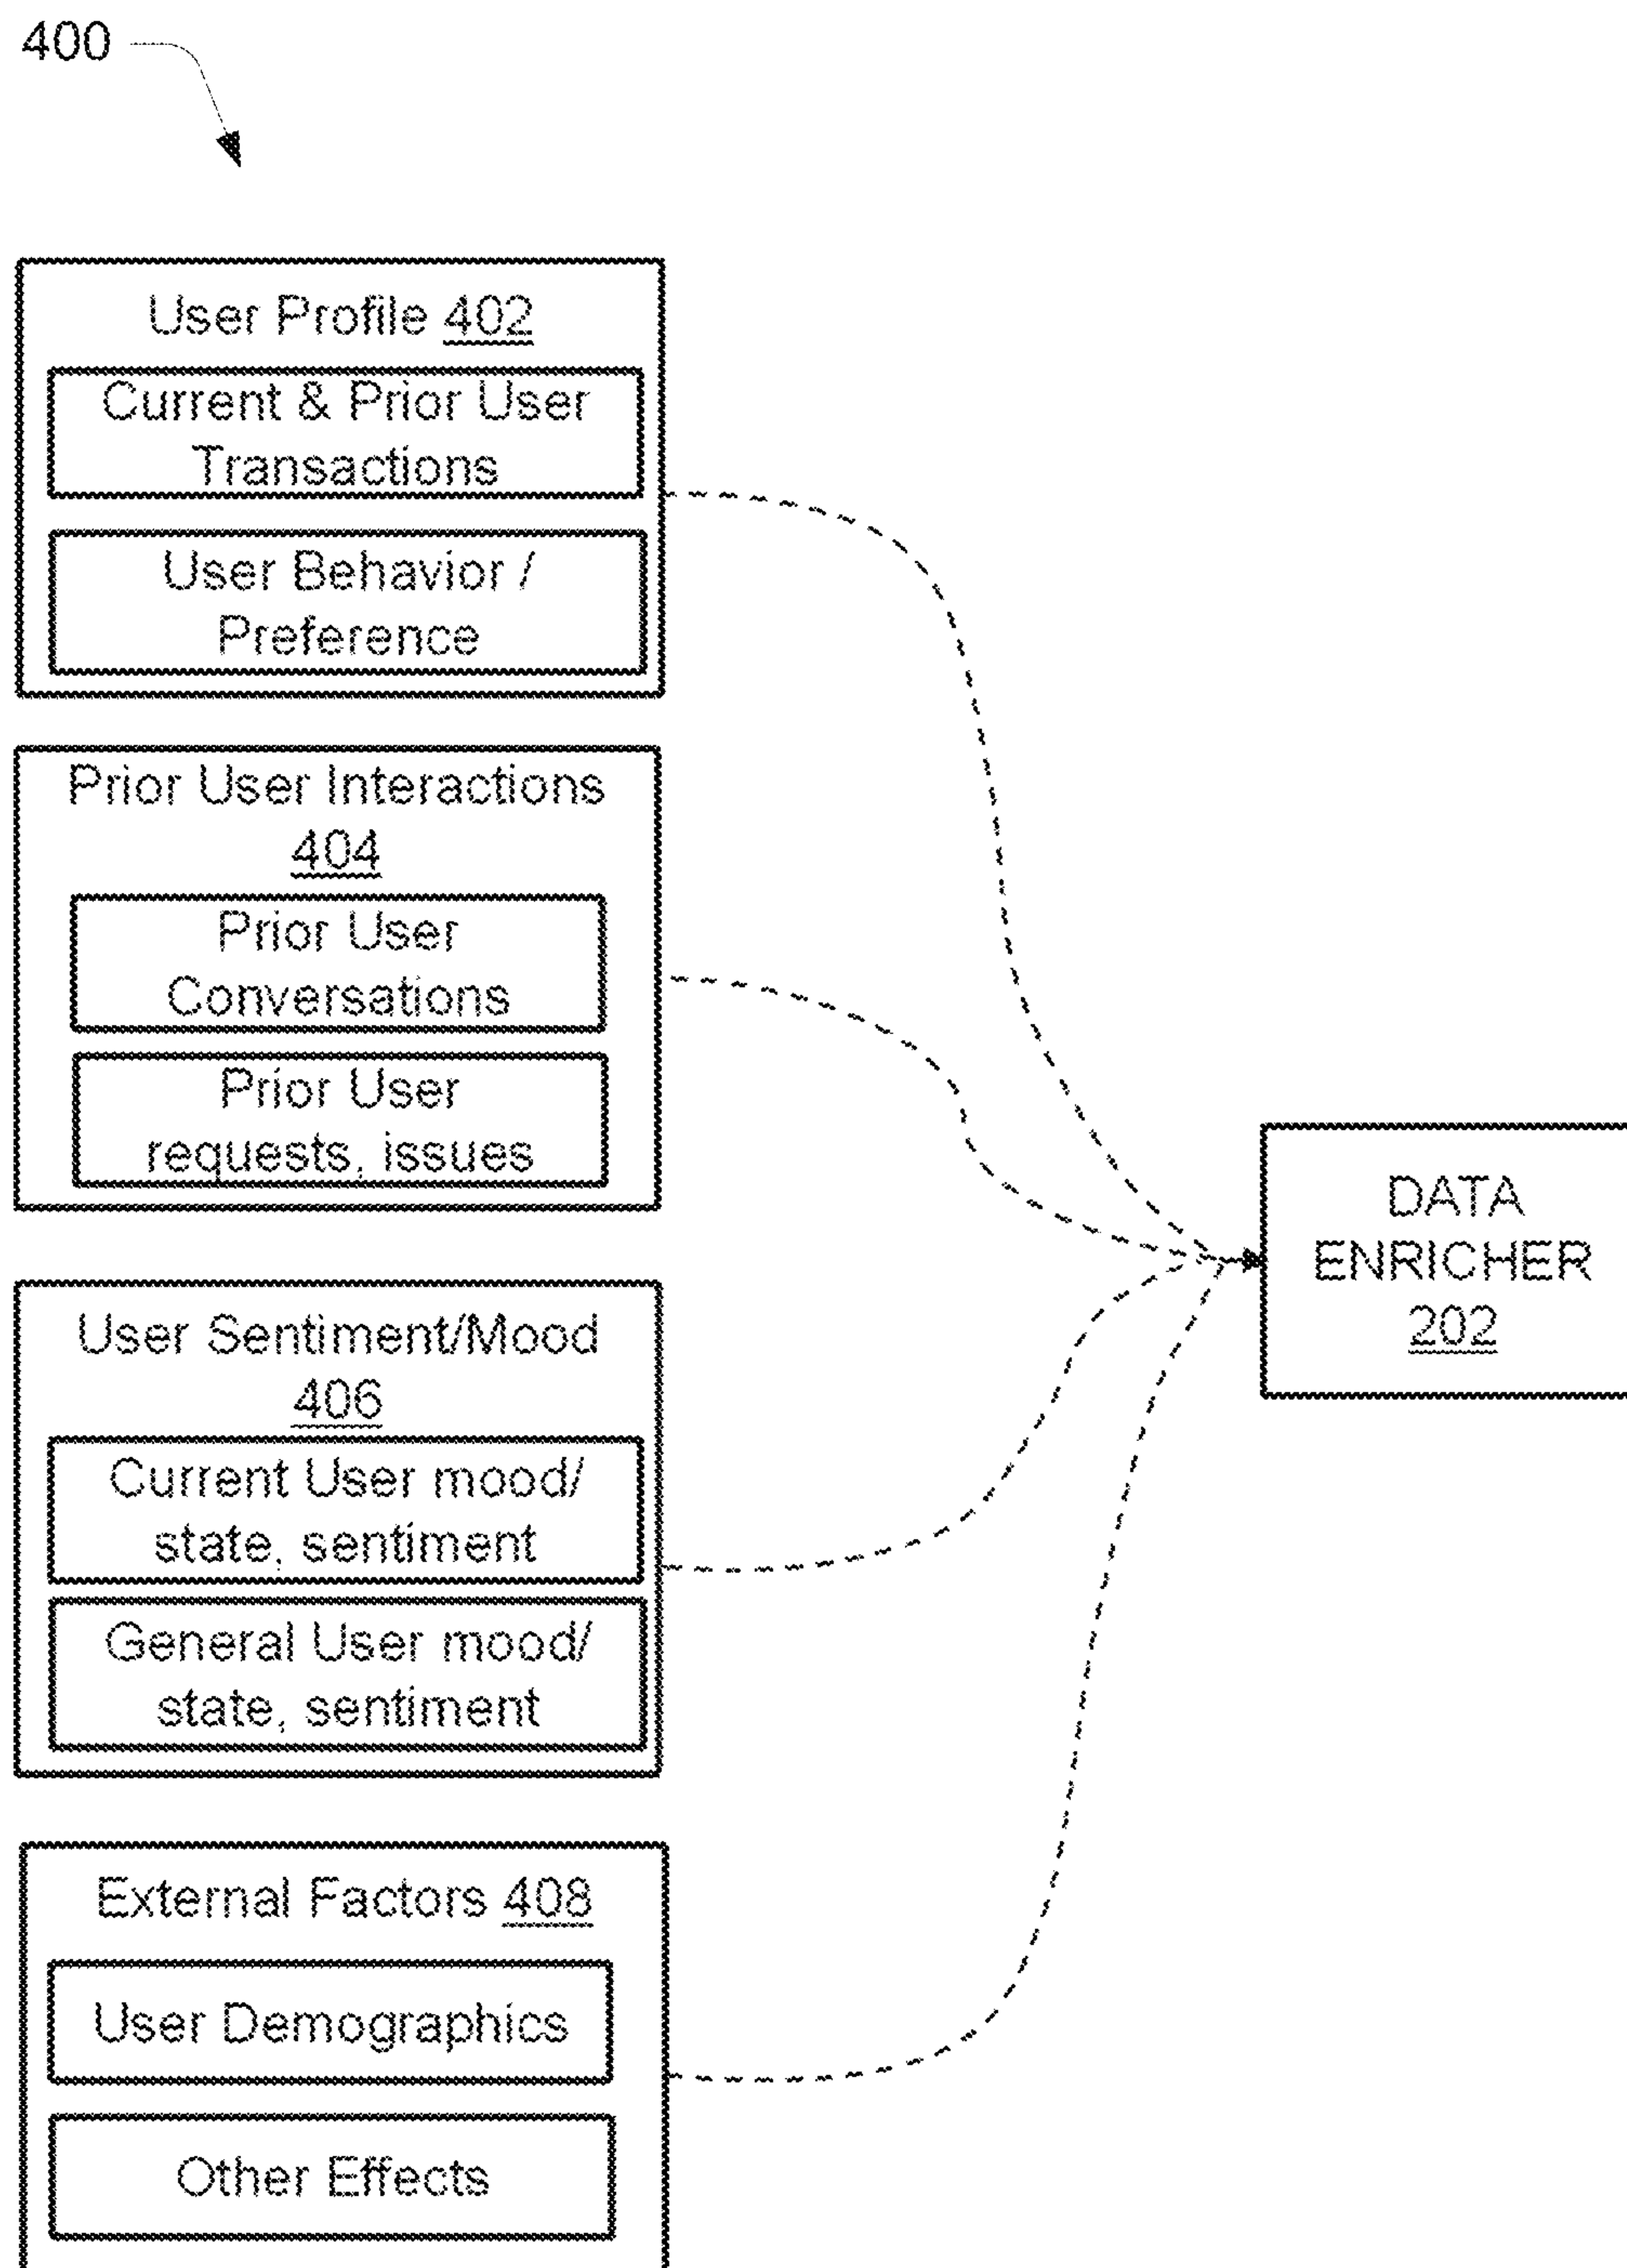 400
User Profile 402
Current & Prior User
Transactions
User Behavior /
Preference
Prior User Interactions
404
Prior User
Conversations
Prior User
requests, issues
User Sentiment/Mood
406
Current User mood/
state, sentiment
General User mood/
state, sentiment
External Factors 408
User Demographics
Other Effects
DATA
ENRICHER
202